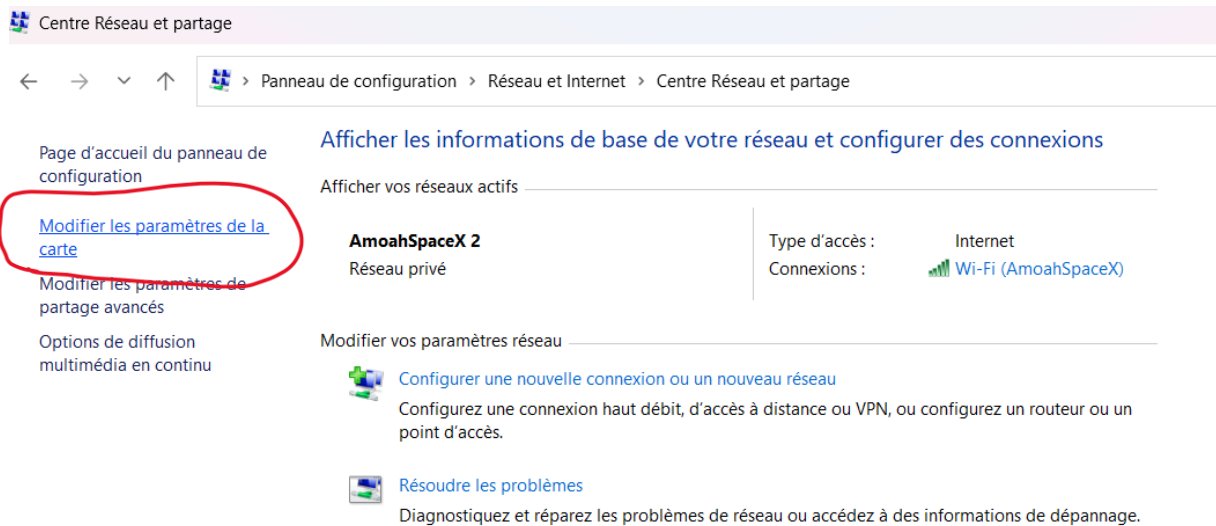 Centre Réseau et partage
Panneau de configuration > Réseau et Internet > Centre Réseau et partage
Page d'accueil du panneau de
configuration
Modifier les paramètres de la
carte
Modifier les paramètres de
partage avancés
Options de diffusion
multimédia en continu
Afficher les informations de base de votre réseau et configurer des connexions
Afficher vos réseaux actifs
AmoahSpaceX 2
Réseau privé
Type d'accès : Internet
Connexions : Wi-Fi (AmoahSpaceX)
Modifier vos paramètres réseau
Configurer une nouvelle connexion ou un nouveau réseau
Configurez une connexion haut débit, d'accès à distance ou VPN, ou configurez un routeur ou un
point d'accès.
Résoudre les problèmes
Diagnostiquez et réparez les problèmes de réseau ou accédez à des informations de dépannage.